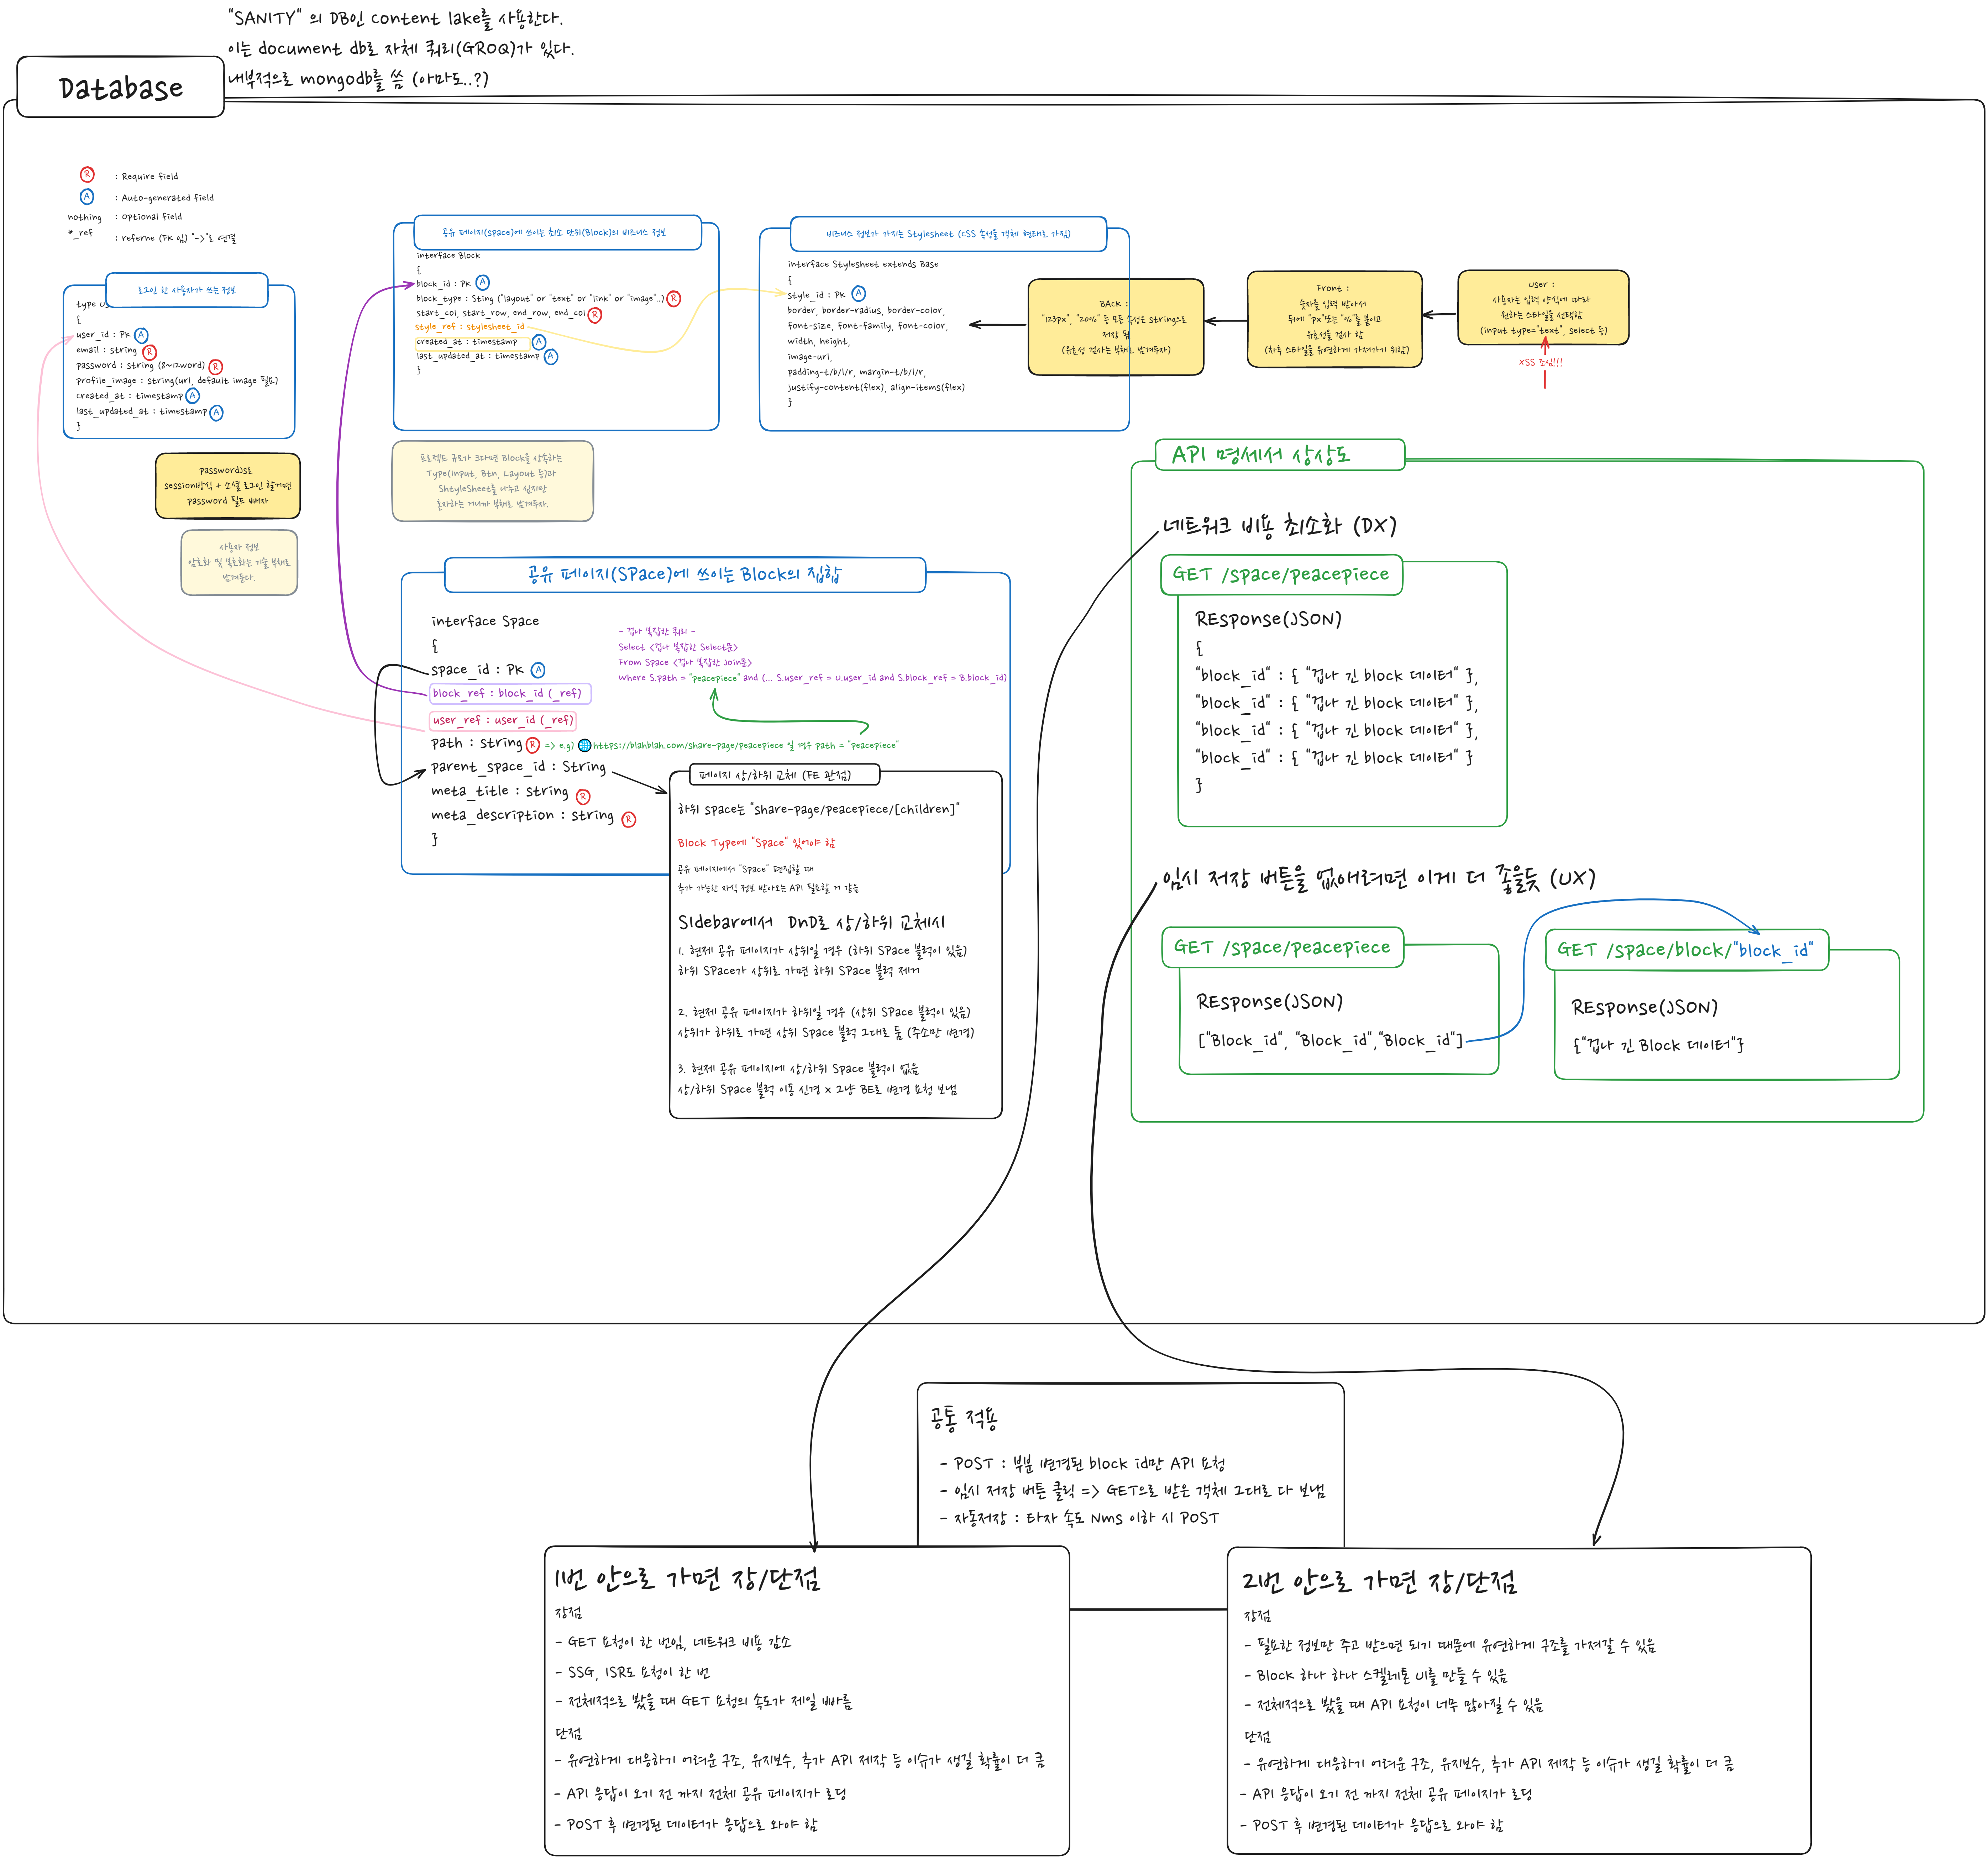 "SANITY" 의 DB인 content lake를 사용한다.
이는 document db로 자체 쿼리(GROQ)가 있다.
내부적으로 mongodb를 씀 (아마도..?)
Database
R : Require field
A : Auto-generated field
nothing : Optional field
*_ref : referne (FK 임) "->"로 연결
로그인 한 사용자가 쓰는 정보
type Us
{
user_id : PK A
email : string R
password : string (8~12word) R
profile_image : string(url, default image 필요)
created_at : timestamp A
last_updated_at : timestamp A
}
passwordJS로
session방식 + 소셜 로그인 할거면
password 필드 빼자
사용자 정보
암호화 및 복호화는 기술 부채로
남겨둔다.
공유 페이지(space)에 쓰이는 최소 단위(Block)의 비즈니스 정보
interface Block
{
block_id : PK A
block_type : Sting ("layout" or "text" or "link" or "image"..) R
start_col, start_row, end_row, end_col R
style_ref : stylesheet_id
created_at : timestamp A
last_updated_at : timestamp A
}
프로젝트 규모가 크다면 Block을 상속하는
Type(Input, Btn, Layout 등)과
ShtyleSheet를 나누고 싶지만
혼자하는 거니까 부채로 남겨두자.
비즈니스 정보가 가지는 Stylesheet (CSS 속성을 객체 형태로 가짐)
interface Stylesheet extends Base
{
style_id : PK A
border, border-radius, border-color,
font-size, font-family, font-color,
width, height,
image-url,
padding-t/b/l/r, margin-t/b/l/r,
justify-content(flex), align-items(flex)
}
BAck :
"123px", "20%" 등 모든 속성은 string으로
저장 됨
(유효성 검사는 부채로 남겨두자)
Front :
숫자를 입력 받아서
뒤에 "px"또는 "%"를 붙이고
유효성을 검사 함
(차후 스타일을 유연하게 가져가기 위함)
User :
사용자는 입력 양식에 따라
원하는 스타일을 선택함
(input type="text", select 등)
XSS 조심!!!
공유 페이지(SPace)에 쓰이는 Block의 집합
interface Space
{
space_id : PK A
block_ref : block_id (_ref)
user_ref : user_id (_ref)
path : string R => e.g) https://blahblah.com/share-page/peacepiece 일 경우 path = "peacepiece"
parent_space_id : String
meta_title : string R
meta_description : string R
}
- 겁나 복잡한 쿼리 -
Select <겁나 복잡한 Select문>
From Space <겁나 복잡한 Join문>
Where S.path = "peacepiece" and (... S.user_ref = U.user_id and S.block_ref = B.block_id)
페이지 상/하위 교체 (FE 관점)
하위 space는 "share-page/peacepiece/[children]"
Block Type에 "Space" 있어야 함
공유 페이지에서 "Space" 편집할 때
추가 가능한 자식 정보 받아오는 API 필요할 거 같음
SIdebar에서 DnD로 상/하위 교체시
1. 현제 공유 페이지가 상위일 경우 (하위 SPace 블럭이 있음)
하위 SPace가 상위로 가면 하위 SPace 블럭 제거
2. 현제 공유 페이지가 하위일 경우 (상위 SPace 블럭이 있음)
상위가 하위로 가면 상위 Space 블럭 그대로 둠 (주소만 변경)
3. 현제 공유 페이지에 상/하위 Space 블럭이 없음
상/하위 Space 블럭 이동 신경 x 그냥 BE로 변경 요청 보냄
API 명세서 상상도
네트워크 비용 최소화 (DX)
GET /space/peacepiece
REsponse(JSON)
{
"block_id" : { "겁나 긴 block 데이터" },
"block_id" : { "겁나 긴 block 데이터" },
"block_id" : { "겁나 긴 block 데이터" },
"block_id" : { "겁나 긴 block 데이터" }
}
임시 저장 버튼을 없애려면 이게 더 좋을듯 (UX)
GET /space/peacepiece
REsponse(JSON)
["Block_id", "Block_id","Block_id"]
GET /space/block/"block_id"
REsponse(JSON)
{"겁나 긴 Block 데이터"}
공통 적용
- POST : 부분 변경된 block id만 API 요청
- 임시 저장 버튼 클릭 => GET으로 받은 객체 그대로 다 보냄
- 자동저장 : 타자 속도 Nms 이하 시 POST
1번 안으로 가면 장/단점
장점
- GET 요청이 한 번임, 네트워크 비용 감소
- SSG, ISR도 요청이 한 번
- 전체적으로 봤을 때 GET 요청의 속도가 제일 빠름
단점
- 유연하게 대응하기 어려운 구조, 유지보수, 추가 API 제작 등 이슈가 생길 확률이 더 큼
- API 응답이 오기 전 까지 전체 공유 페이지가 로딩
- POST 후 변경된 데이터가 응답으로 와야 함
2번 안으로 가면 장/단점
장점
- 필요한 정보만 주고 받으면 되기 때문에 유연하게 구조를 가져갈 수 있음
- Block 하나 하나 스켈레톤 UI를 만들 수 있음
- 전체적으로 봤을 때 API 요청이 너무 많아질 수 있음
단점
- 유연하게 대응하기 어려운 구조, 유지보수, 추가 API 제작 등 이슈가 생길 확률이 더 큼
- API 응답이 오기 전 까지 전체 공유 페이지가 로딩
- POST 후 변경된 데이터가 응답으로 와야 함